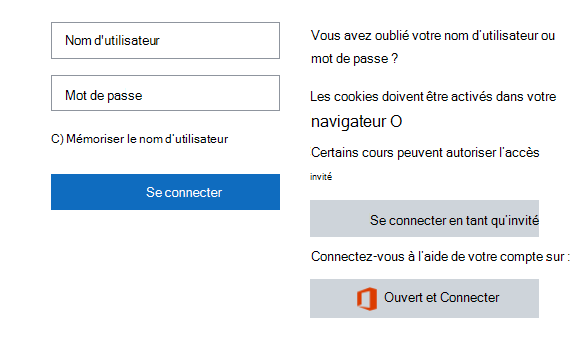 Nom d'utilisateur
Mot de passe
C) Mémoriser le nom d'utilisateur
Se connecter
Vous avez oublié votre nom d'utilisateur ou
mot de passe ?
Les cookies doivent être activés dans votre
navigateur O
Certains cours peuvent autoriser l'accès
invité
Se connecter en tant qu'invité
Connectez-vous à l'aide de votre compte sur :
Ouvert et Connecter